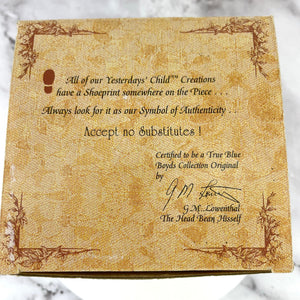 All of our Yesterdays' Child™ Creations
have a Shoeprint somewhere on the Piece . . .
Always look for it as our Symbol of Authenticity . . .
Accept no Substitutes !
Certified to be a True Blue
Boyds Collection Original
by
G.M. Lowenthal
The Head Bean Hisself